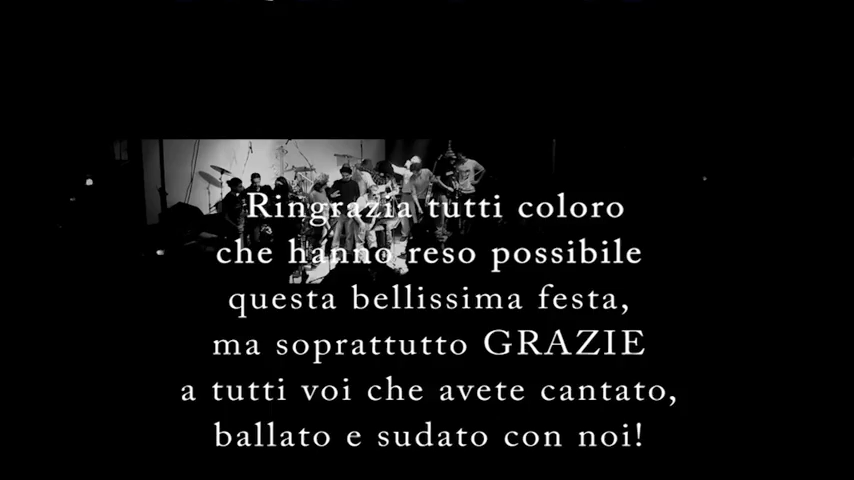 Ringrazia tutti coloro
che hanno reso possibile
questa bellissima festa,
ma soprattutto GRAZIE
a tutti voi che avete cantato,
ballato e sudato con noi!